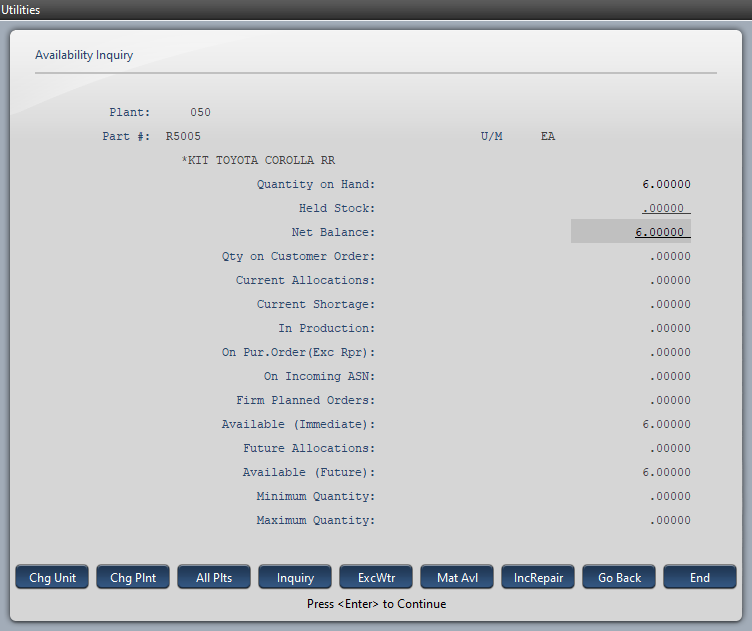 Utilities
Availability Inquiry
Plant: 050
Part #: R5005 U/M EA
*KIT TOYOTA COROLLA RR
Quantity on Hand: 6.00000
Held Stock: .00000
Net Balance: 6.00000
Qty on Customer Order: .00000
Current Allocations: .00000
Current Shortage: .00000
In Production: .00000
On Pur.Order(Exc Rpr): .00000
On Incoming ASN: .00000
Firm Planned Orders: .00000
Available (Immediate): 6.00000
Future Allocations: .00000
Available (Future): 6.00000
Minimum Quantity: .00000
Maximum Quantity: .00000
Chg Unit Chg Plnt All Plts Inquiry ExcWtr Mat Avl IncRepair Go Back End
Press <Enter> to Continue